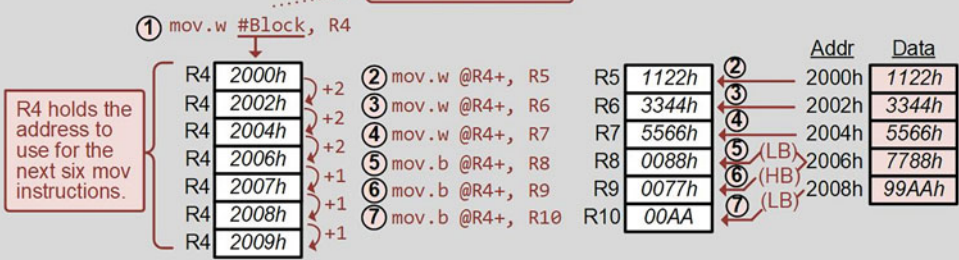 ① mov.w #Block, R4
R4 holds the
address to
use for the
next six mov
instructions.
R4 2000h
R4 2002h
R4 2004h
R4 2006h
R4 2007h
R4 2008h
R4 2009h
+2
+2
+2
+1
+1
+1
② mov.w @R4+, R5
③ mov.w @R4+, R6
④ mov.w @R4+, R7
⑤ mov.b @R4+, R8
⑥ mov.b @R4+, R9
⑦ mov.b @R4+, R10
R5 1122h
R6 3344h
R7 5566h
R8 0088h
R9 0077h
R10 00AA
②
③
④
⑤ (LB)
⑥ (HB)
⑦ (LB)
Addr Data
2000h 1122h
2002h 3344h
2004h 5566h
2006h 7788h
2008h 99AAh